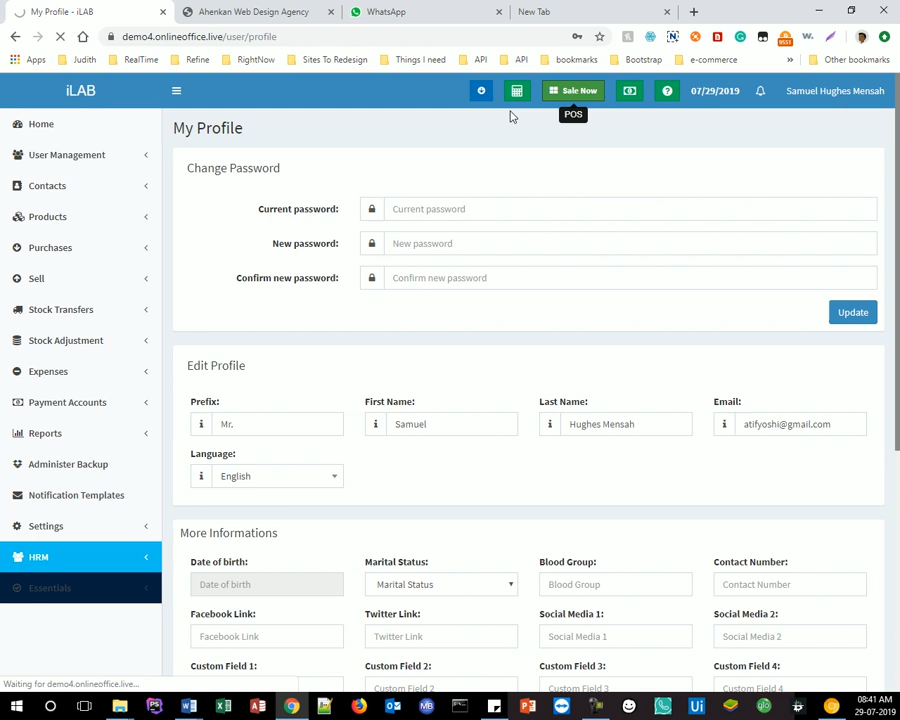 My Profile - iLAB
Ahenkan Web Design Agency
WhatsApp
New Tab
demo4.onlineoffice.live/user/profile
9551
Apps
Judith
RealTime
Refine
RightNow
Sites To Redesign
Things I need
API
API
bookmarks
Bootstrap
e-commerce
»
Other bookmarks
iLAB
Sale Now
07/29/2019
Samuel Hughes Mensah
POS
Home
User Management
Contacts
Products
Purchases
Sell
Stock Transfers
Stock Adjustment
Expenses
Payment Accounts
Reports
Administer Backup
Notification Templates
Settings
HRM
Essentials
My Profile
Change Password
Current password:
Current password
New password:
New password
Confirm new password:
Confirm new password
Update
Edit Profile
Prefix:
First Name:
Last Name:
Email:
Mr.
Samuel
Hughes Mensah
atifyoshi@gmail.com
Language:
English
More Informations
Date of birth:
Marital Status:
Blood Group:
Contact Number:
Date of birth
Marital Status
Blood Group
Contact Number
Facebook Link:
Twitter Link:
Social Media 1:
Social Media 2:
Facebook Link
Twitter Link
Social Media 1
Social Media 2
Custom Field 1:
Custom Field 2:
Custom Field 3:
Custom Field 4:
Custom Field 2
Custom Field 3
Custom Field 4
Waiting for demo4.onlineoffice.live...
08:41 AM
29-07-2019